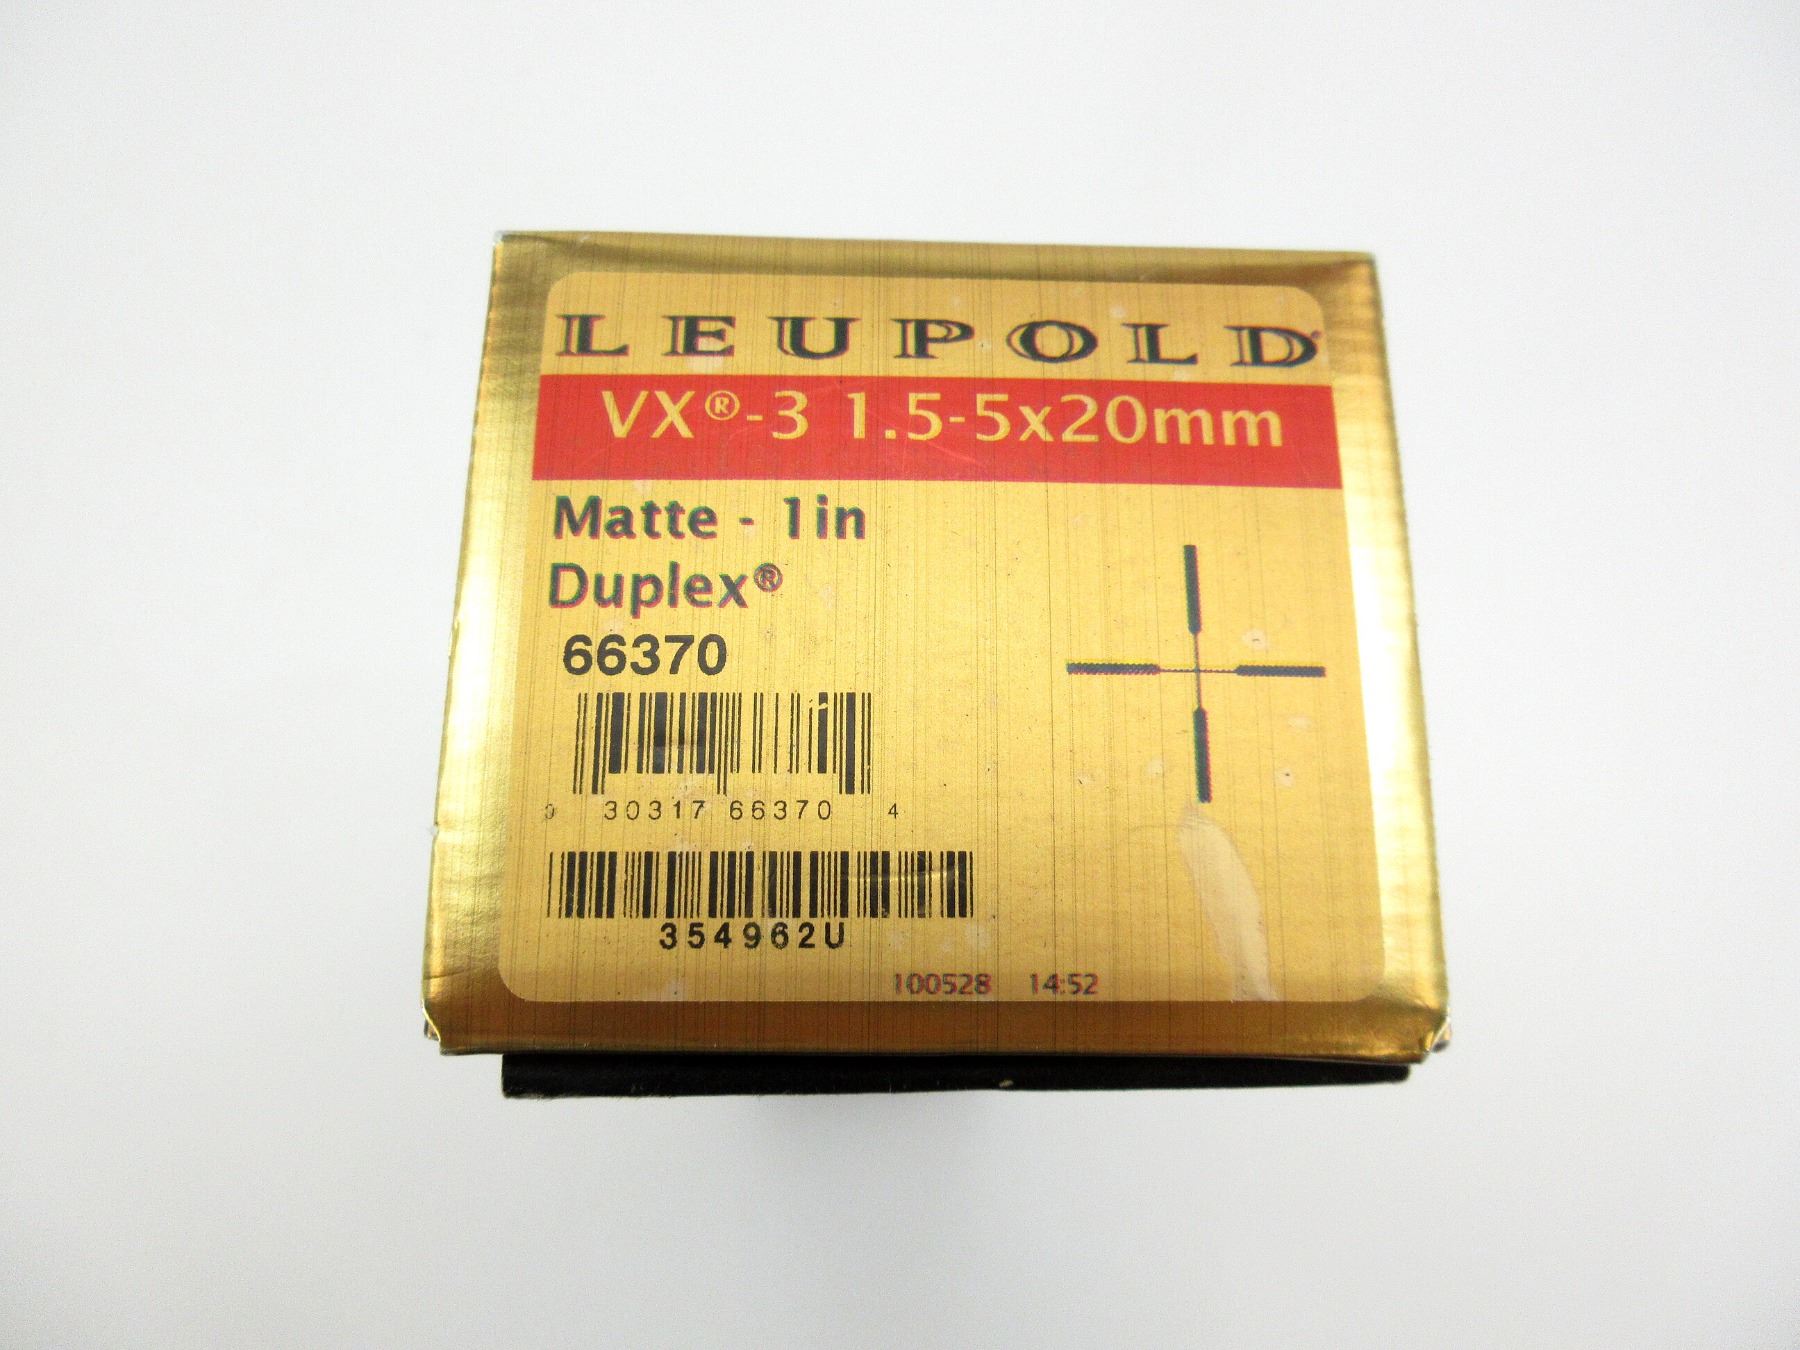 LEUPOLD®
VX®-3 1.5-5x20mm
Matte - 1in
Duplex®
66370
0 30317 66370 4
354962U
100528 14:52